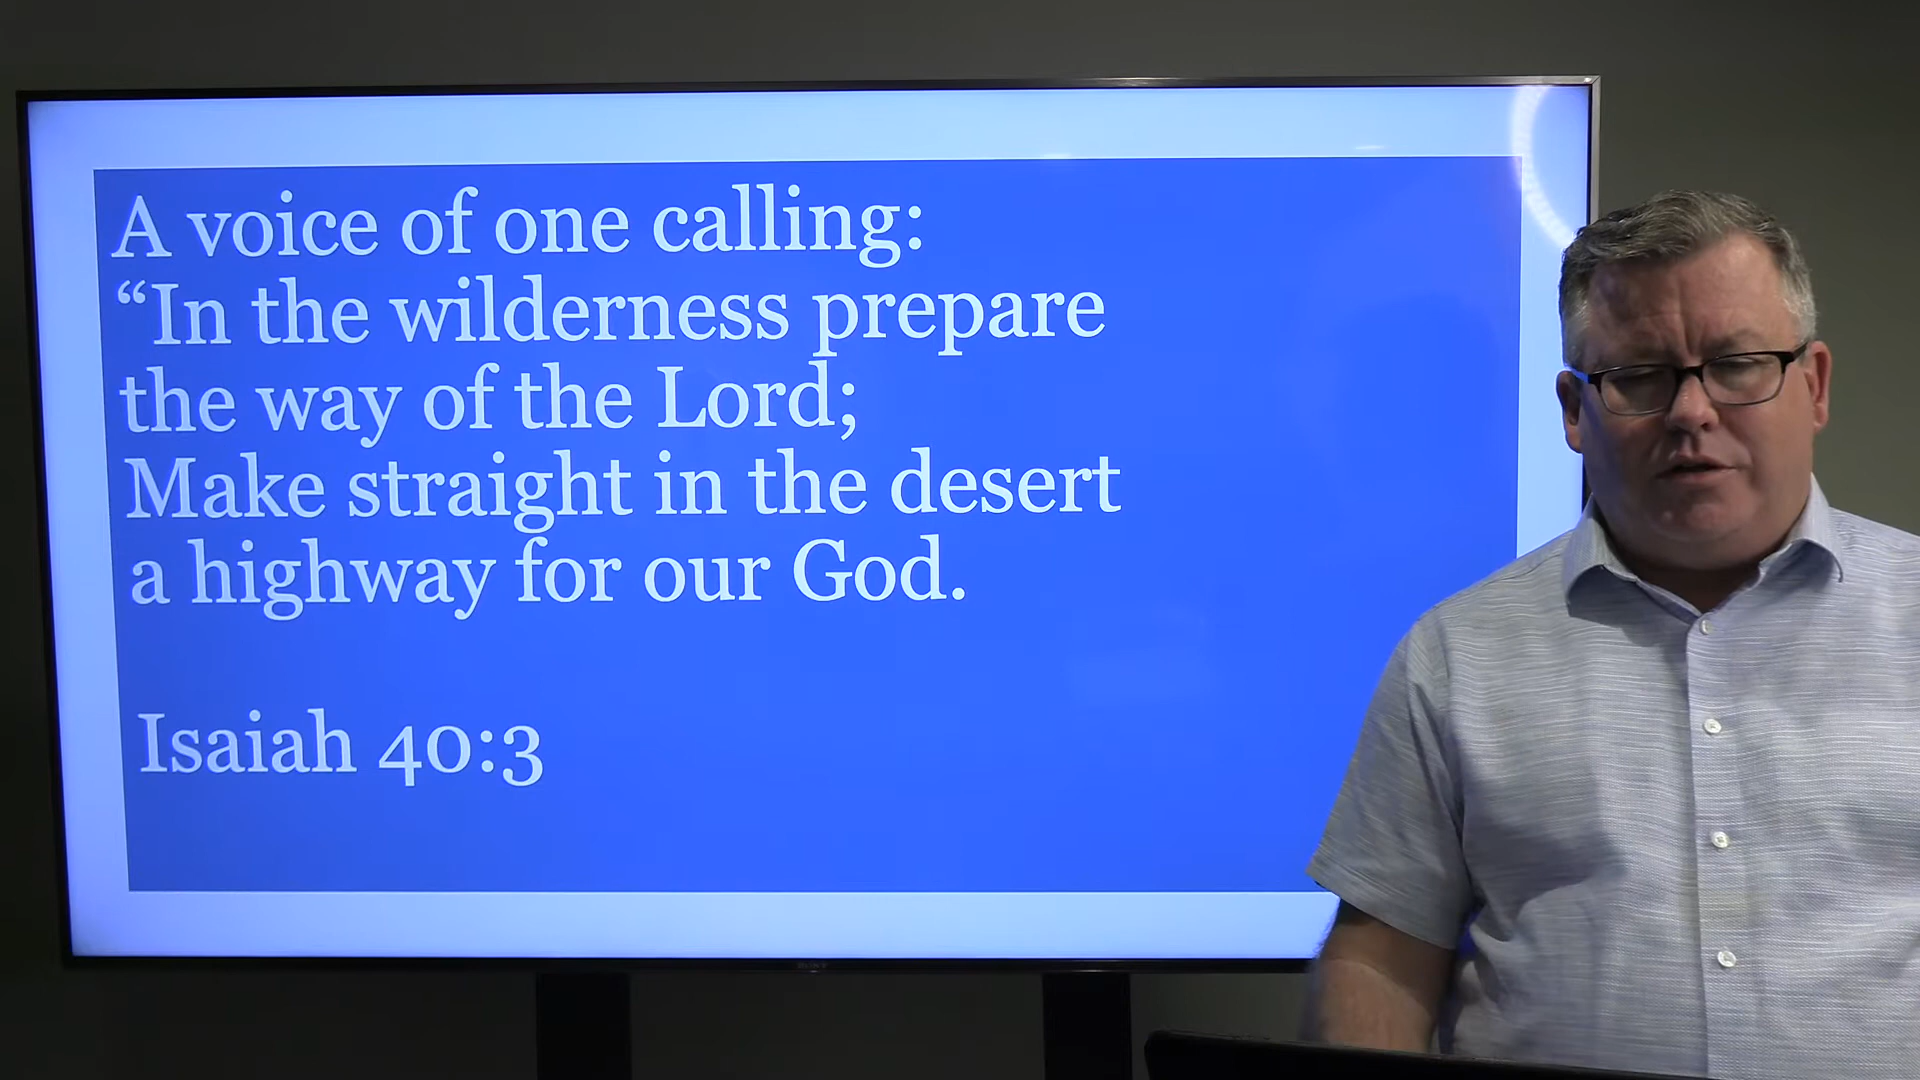 A voice of one calling:
“In the wilderness prepare
the way of the Lord;
Make straight in the desert
a highway for our God.
Isaiah 40:3
SONY